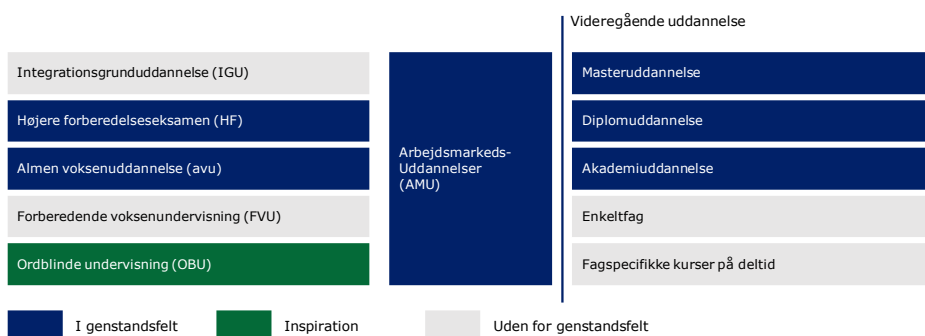 Videregående uddannelse
Integrationsgrunduddannelse (IGU)
Højere forberedelseseksamen (HF)
Almen voksenuddannelse (avu)
Forberedende voksenundervisning (FVU)
Ordblinde undervisning (OBU)
Arbejdsmarkeds-
Uddannelser
(AMU)
Masteruddannelse
Diplomuddannelse
Akademiuddannelse
Enkeltfag
Fagspecifikke kurser på deltid
I genstandsfelt
Inspiration
Uden for genstandsfelt